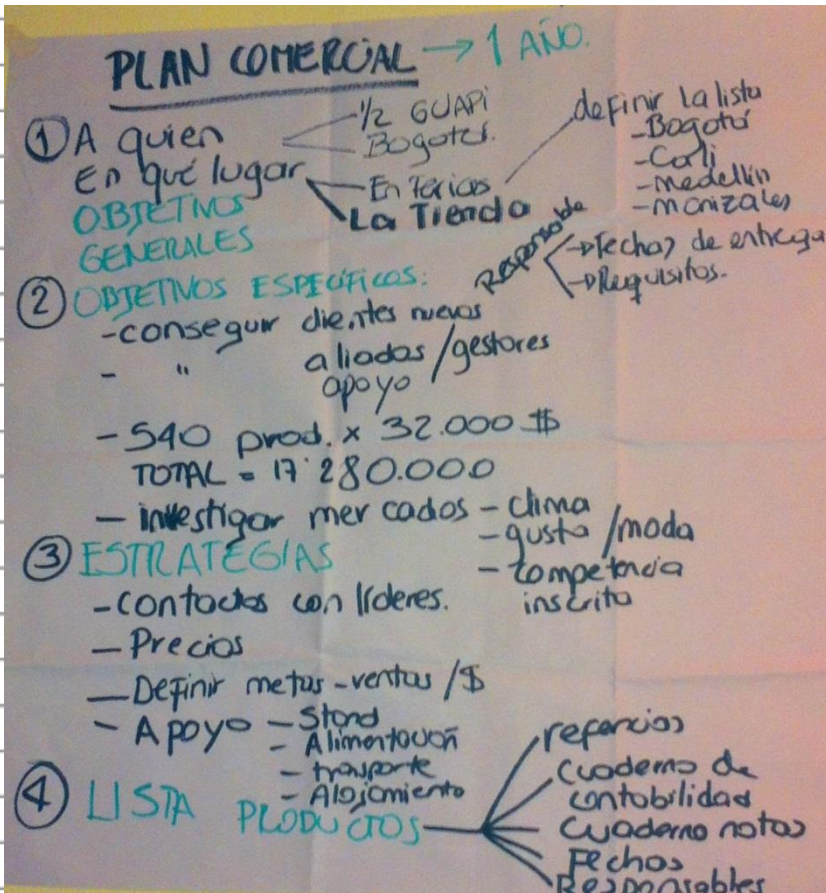 PLAN COMERCIAL → 1 AÑO.
① A quien
1/2 GUAPI
Bogotá.
En qué lugar
En Ferias
La Tienda
definir la lista
- Bogotá
- Cali
- medellín
- manizales
OBJETIVOS
GENERALES
Responsable
→ Fechas de entrega
→ Requisitos.
② OBJETIVOS ESPECÍFICOS:
- conseguir clientes nuevos
- " aliados / gestores
apoyo
- 540 prod. x 32.000 $
TOTAL = 17'280.000
- investigar mercados - clima
- gusto / moda
- competencia
inscrita
③ ESTRATEGIAS
- contactos con líderes.
- Precios
- Definir metas - ventas / $
- Apoyo - Stand
- Alimentación
- trasporte
- Alojamiento
④ LISTA PRODUCTOS
refencias
Cuaderno de
contabilidad
Cuaderno notas
Fechas
Responsables